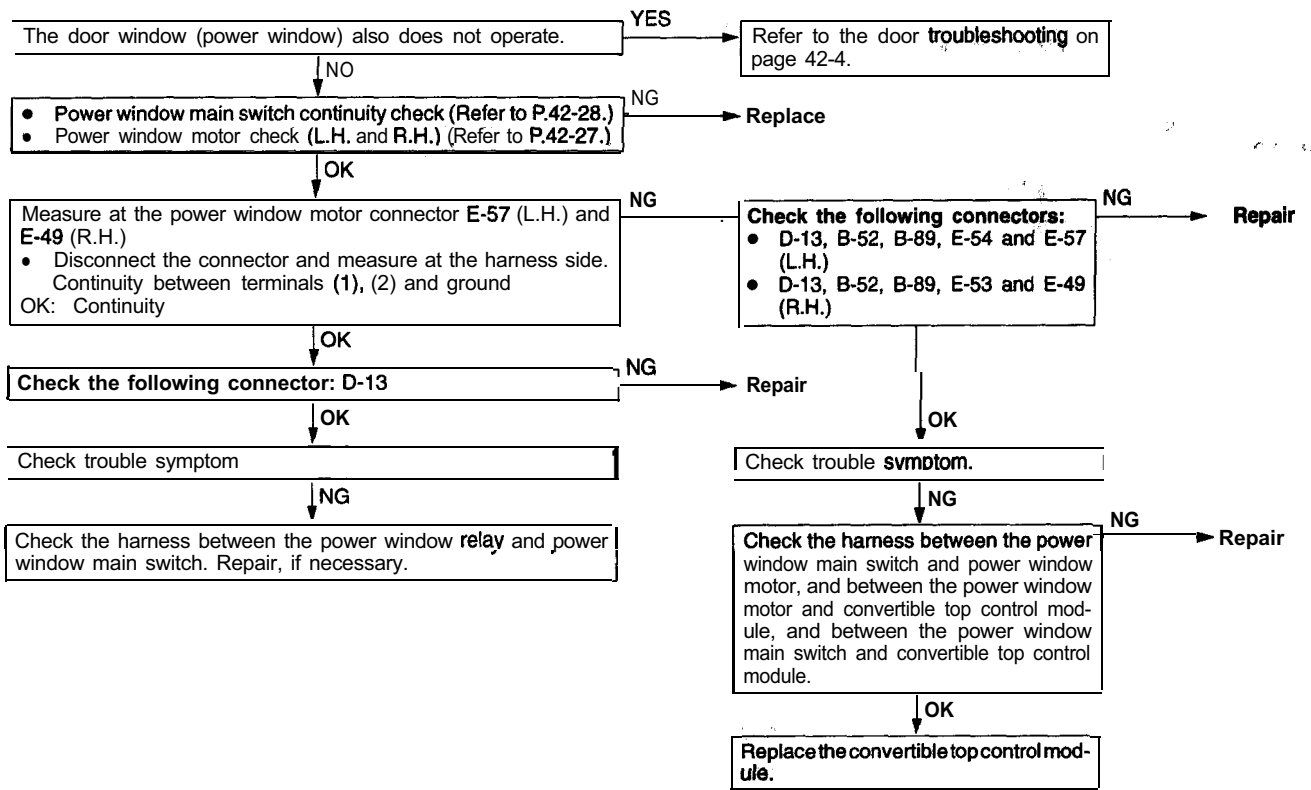 The door window (power window) also does not operate.
YES
Refer to the door troubleshooting on
page 42-4.
NO
• Power window main switch continuity check (Refer to P.42-28.)
• Power window motor check (L.H. and R.H.) (Refer to P.42-27.)
NG
Replace
OK
Measure at the power window motor connector E-57 (L.H.) and
E-49 (R.H.)
• Disconnect the connector and measure at the harness side.
Continuity between terminals (1), (2) and ground
OK: Continuity
NG
Check the following connectors:
• D-13, B-52, B-89, E-54 and E-57
(L.H.)
• D-13, B-52, B-89, E-53 and E-49
(R.H.)
NG
Repair
OK
Check the following connector: D-13
NG
Repair
OK
Check trouble symptom
NG
Check the harness between the power window relay and power
window main switch. Repair, if necessary.
OK
Check trouble symptom.
NG
Check the harness between the power
window main switch and power window
motor, and between the power window
motor and convertible top control mod-
ule, and between the power window
main switch and convertible top control
module.
NG
Repair
OK
Replace the convertible top control mod-
ule.